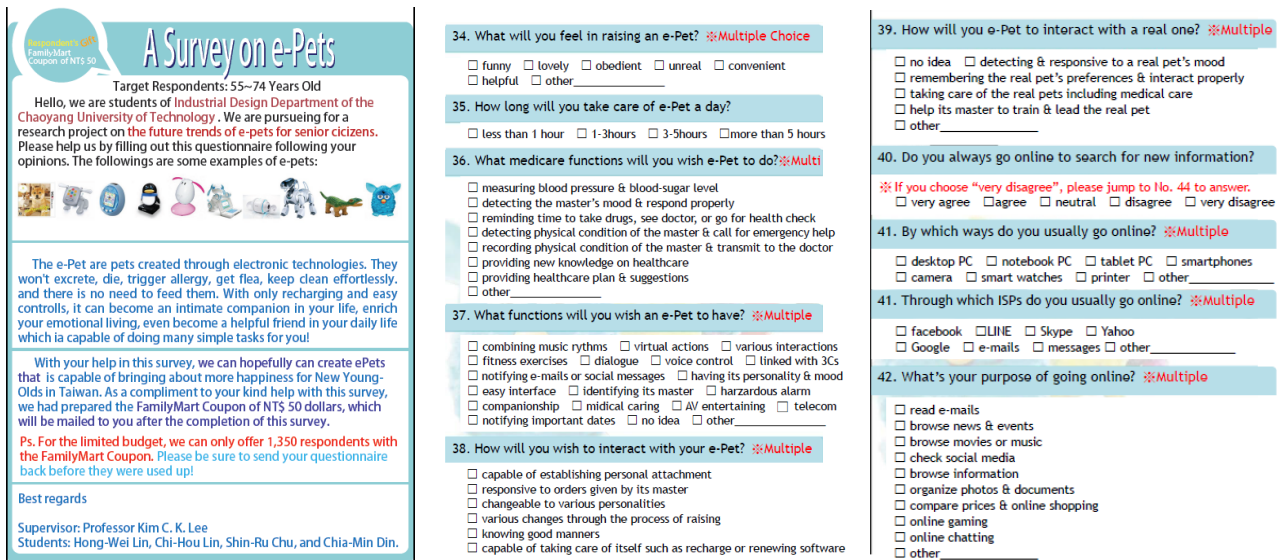 Respondent's Gift
FamilyMart
Coupon of NT$ 50
A Survey on e-Pets
Target Respondents: 55~74 Years Old
Hello, we are students of Industrial Design Department of the
Chaoyang University of Technology . We are pursueing for a
research project on the future trends of e-pets for senior cicizens.
Please help us by filling out this questionnaire following your
opinions. The followings are some examples of e-pets:
The e-Pet are pets created through electronic technologies. They
won't excrete, die, trigger allergy, get flea, keep clean effortlessly.
and there is no need to feed them. With only recharging and easy
controlls, it can become an intimate companion in your life, enrich
your emotional living, even become a helpful friend in your daily life
which ia capable of doing many simple tasks for you!
With your help in this survey, we can hopefully can create ePets
that is capable of bringing about more happiness for New Young-
Olds in Taiwan. As a compliment to your kind help with this survey,
we had prepared the FamilyMart Coupon of NT$ 50 dollars, which
will be mailed to you after the completion of this survey.
Ps. For the limited budget, we can only offer 1,350 respondents with
the FamilyMart Coupon. Please be sure to send your questionnaire
back before they were used up!
Best regards
Supervisor: Professor Kim C. K. Lee
Students: Hong-Wei Lin, Chi-Hou Lin, Shin-Ru Chu, and Chia-Min Din.
34. What will you feel in raising an e-Pet? ※Multiple Choice
☐ funny ☐ lovely ☐ obedient ☐ unreal ☐ convenient
☐ helpful ☐ other______________
35. How long will you take care of e-Pet a day?
☐ less than 1 hour ☐ 1-3hours ☐ 3-5hours ☐more than 5 hours
36. What medicare functions will you wish e-Pet to do?※Multi
☐ measuring blood pressure & blood-sugar level
☐ detecting the master's mood & respond properly
☐ reminding time to take drugs, see doctor, or go for health check
☐ detecting physical condition of the master & call for emergency help
☐ recording physical condition of the master & transmit to the doctor
☐ providing new knowledge on healthcare
☐ providing healthcare plan & suggestions
☐ other______________
37. What functions will you wish an e-Pet to have? ※Multiple
☐ combining music rythms ☐ virtual actions ☐ various interactions
☐ fitness exercises ☐ dialogue ☐ voice control ☐ linked with 3Cs
☐ notifying e-mails or social messages ☐ having its personality & mood
☐ easy interface ☐ identifying its master ☐ harzardous alarm
☐ companionship ☐ midical caring ☐ AV entertaining ☐ telecom
☐ notifying important dates ☐ no idea ☐ other______________
38. How will you wish to interact with your e-Pet? ※Multiple
☐ capable of establishing personal attachment
☐ responsive to orders given by its master
☐ changeable to various personalities
☐ various changes through the process of raising
☐ knowing good manners
☐ capable of taking care of itself such as recharge or renewing software
39. How will you e-Pet to interact with a real one? ※Multiple
☐ no idea ☐ detecting & responsive to a real pet's mood
☐ remembering the real pet's preferences & interact properly
☐ taking care of the real pets including medical care
☐ help its master to train & lead the real pet
☐ other_______________
40. Do you always go online to search for new information?
※ If you choose "very disagree", please jump to No. 44 to answer.
☐ very agree ☐agree ☐ neutral ☐ disagree ☐ very disagree
41. By which ways do you usually go online? ※Multiple
☐ desktop PC ☐ notebook PC ☐ tablet PC ☐ smartphones
☐ camera ☐ smart watches ☐ printer ☐ other_____________
41. Through which ISPs do you usually go online? ※Multiple
☐ facebook ☐LINE ☐ Skype ☐ Yahoo
☐ Google ☐ e-mails ☐ messages ☐ other_____________
42. What's your purpose of going online? ※Multiple
☐ read e-mails
☐ browse news & events
☐ browse movies or music
☐ check social media
☐ browse information
☐ organize photos & documents
☐ compare prices & online shopping
☐ online gaming
☐ online chatting
☐ other_______________